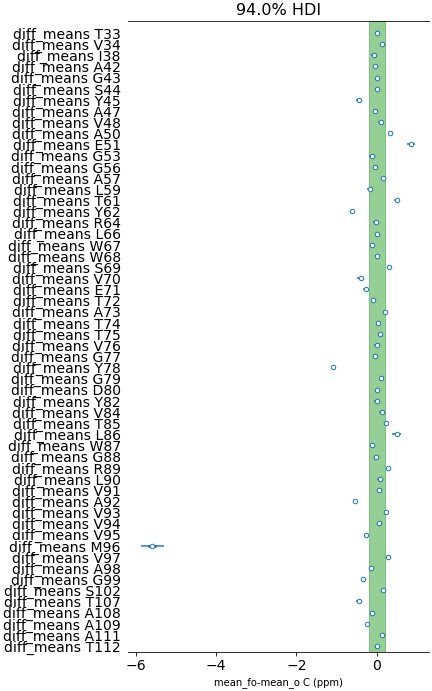 94.0% HDI
diff_means T33
diff_means V34
diff_means I38
diff_means A42
diff_means G43
diff_means S44
diff_means Y45
diff_means A47
diff_means V48
diff_means A50
diff_means E51
diff_means G53
diff_means G56
diff_means A57
diff_means L59
diff_means T61
diff_means Y62
diff_means R64
diff_means L66
diff_means W67
diff_means W68
diff_means S69
diff_means V70
diff_means E71
diff_means T72
diff_means A73
diff_means T74
diff_means T75
diff_means V76
diff_means G77
diff_means Y78
diff_means G79
diff_means D80
diff_means Y82
diff_means V84
diff_means T85
diff_means L86
diff_means W87
diff_means G88
diff_means R89
diff_means L90
diff_means V91
diff_means A92
diff_means V93
diff_means V94
diff_means V95
diff_means M96
diff_means V97
diff_means A98
diff_means G99
diff_means S102
diff_means T107
diff_means A108
diff_means A109
diff_means A111
diff_means T112
−6 −4 −2 0
mean_fo-mean_o C (ppm)